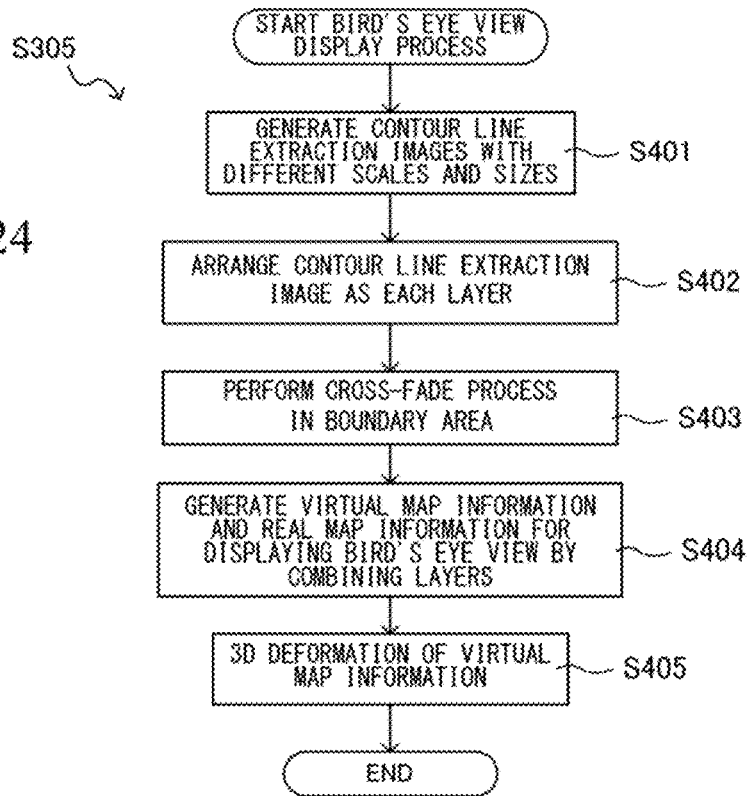 START BIRD'S EYE VIEW
DISPLAY PROCESS
S305
GENERATE CONTOUR LINE
EXTRACTION IMAGES WITH
DIFFERENT SCALES AND SIZES
S401
24
ARRANGE CONTOUR LINE EXTRACTION
IMAGE AS EACH LAYER
S402
PERFORM CROSS-FADE PROCESS
IN BOUNDARY AREA
S403
GENERATE VIRTUAL MAP INFORMATION
AND REAL MAP INFORMATION FOR
DISPLAYING BIRD'S EYE VIEW BY
COMBINING LAYERS
S404
3D DEFORMATION OF VIRTUAL
MAP INFORMATION
S405
END